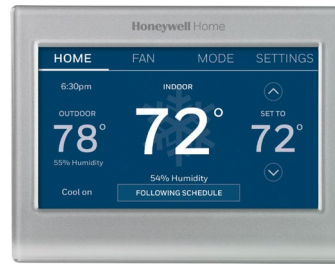 Honeywell Home
HOME FAN MODE SETTINGS
6:30pm
INDOOR
OUTDOOR
78°
55% Humidity
72°
SET TO
72°
54% Humidity
Cool on
FOLLOWING SCHEDULE